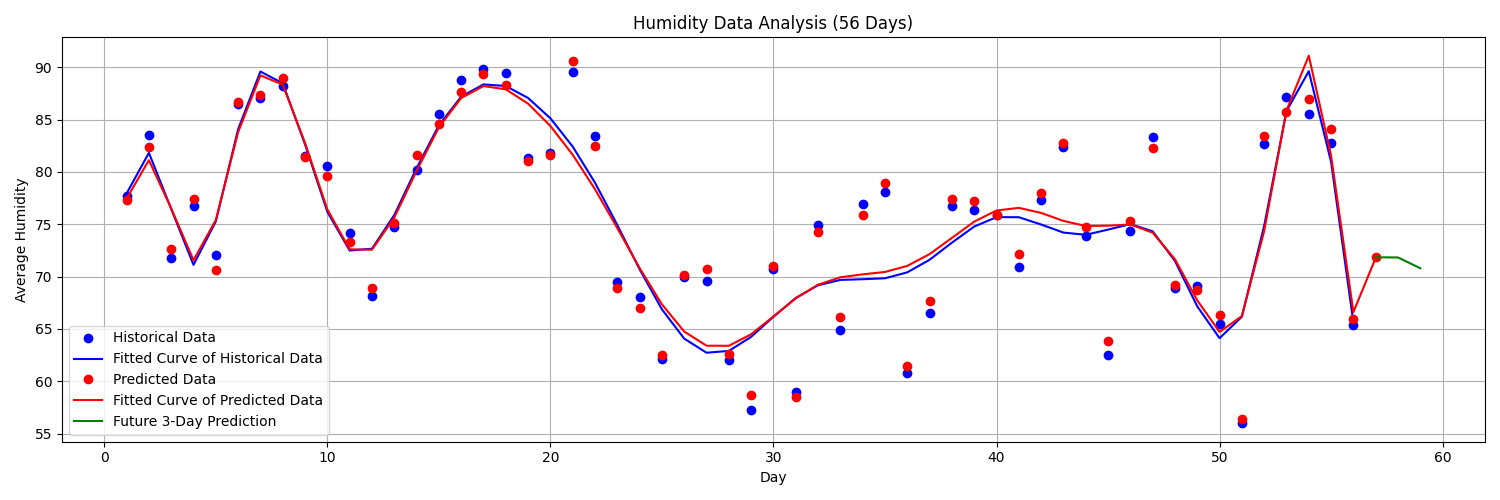 Humidity Data Analysis (56 Days)
Average Humidity
90
85
80
75
70
65
60
55
Historical Data
Fitted Curve of Historical Data
Predicted Data
Fitted Curve of Predicted Data
Future 3-Day Prediction
0 10 20 30 40 50 60
Day